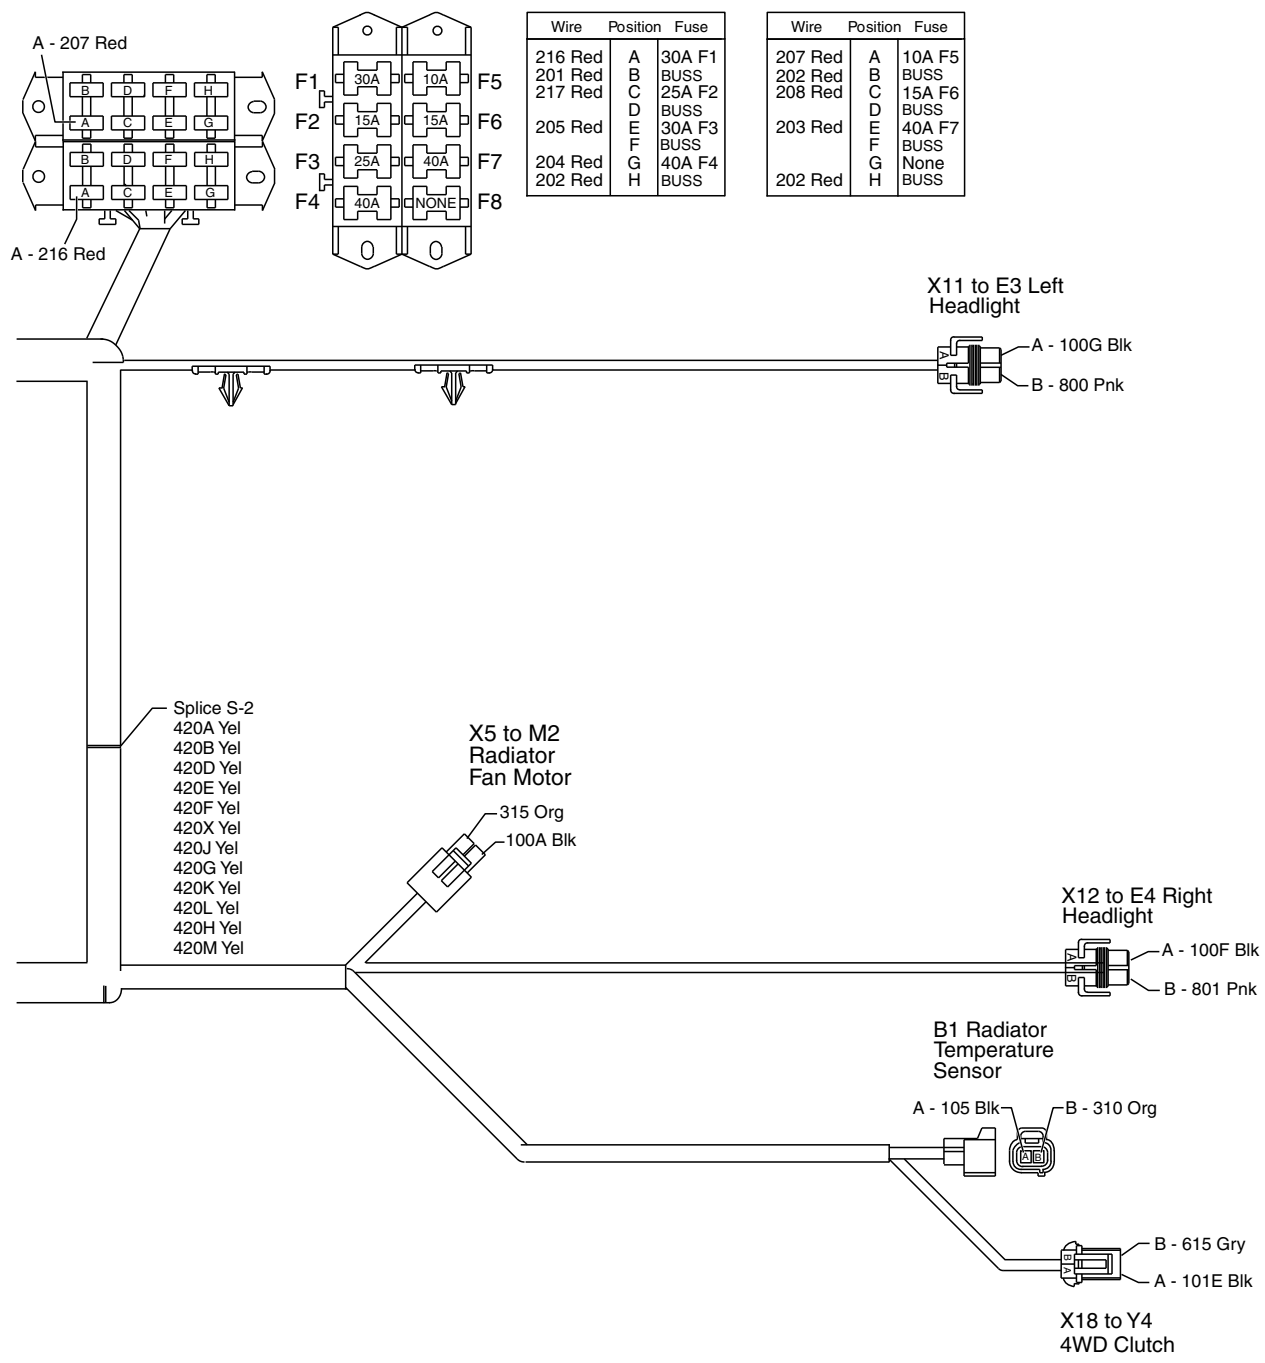 A - 207 Red
B D F H
A C E G
B D F H
A C E G
A - 216 Red
F1 30A 10A F5
F2 15A 15A F6
F3 25A 40A F7
F4 40A NONE F8
Wire Position Fuse
216 Red A 30A F1
201 Red B BUSS
217 Red C 25A F2
D BUSS
205 Red E 30A F3
F BUSS
204 Red G 40A F4
202 Red H BUSS
Wire Position Fuse
207 Red A 10A F5
202 Red B BUSS
208 Red C 15A F6
D BUSS
203 Red E 40A F7
F BUSS
G None
202 Red H BUSS
X11 to E3 Left
Headlight
A
B
A - 100G Blk
B - 800 Pnk
Splice S-2
420A Yel
420B Yel
420D Yel
420E Yel
420F Yel
420X Yel
420J Yel
420G Yel
420K Yel
420L Yel
420H Yel
420M Yel
X5 to M2
Radiator
Fan Motor
315 Org
100A Blk
X12 to E4 Right
Headlight
A
B
A - 100F Blk
B - 801 Pnk
B1 Radiator
Temperature
Sensor
A - 105 Blk
B - 310 Org
A B
B
A
B - 615 Gry
A - 101E Blk
X18 to Y4
4WD Clutch